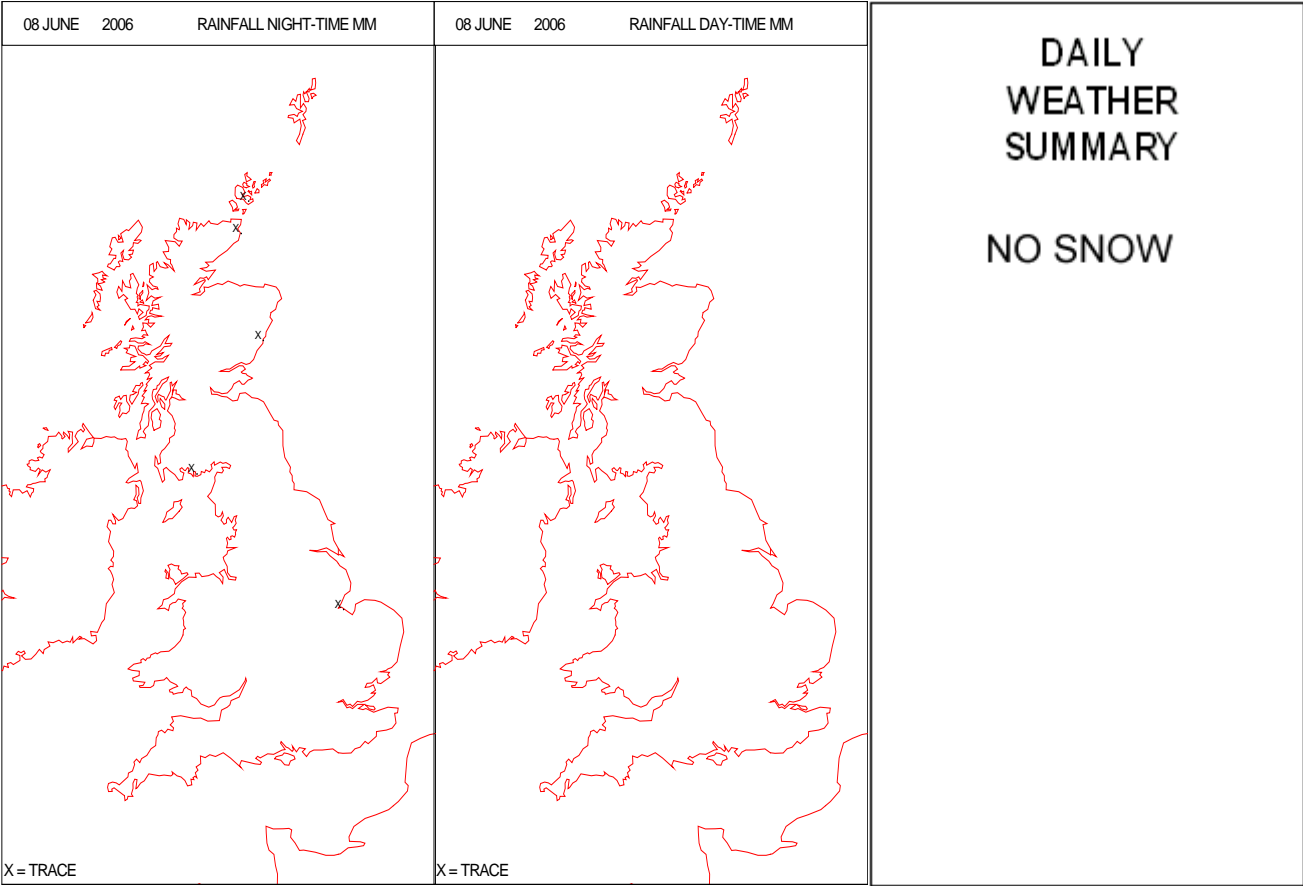 08 JUNE 2006 RAINFALL NIGHT-TIME MM
X
X
X
X
X
X = TRACE
08 JUNE 2006 RAINFALL DAY-TIME MM
X = TRACE
DAILY
WEATHER
SUMMARY
NO SNOW